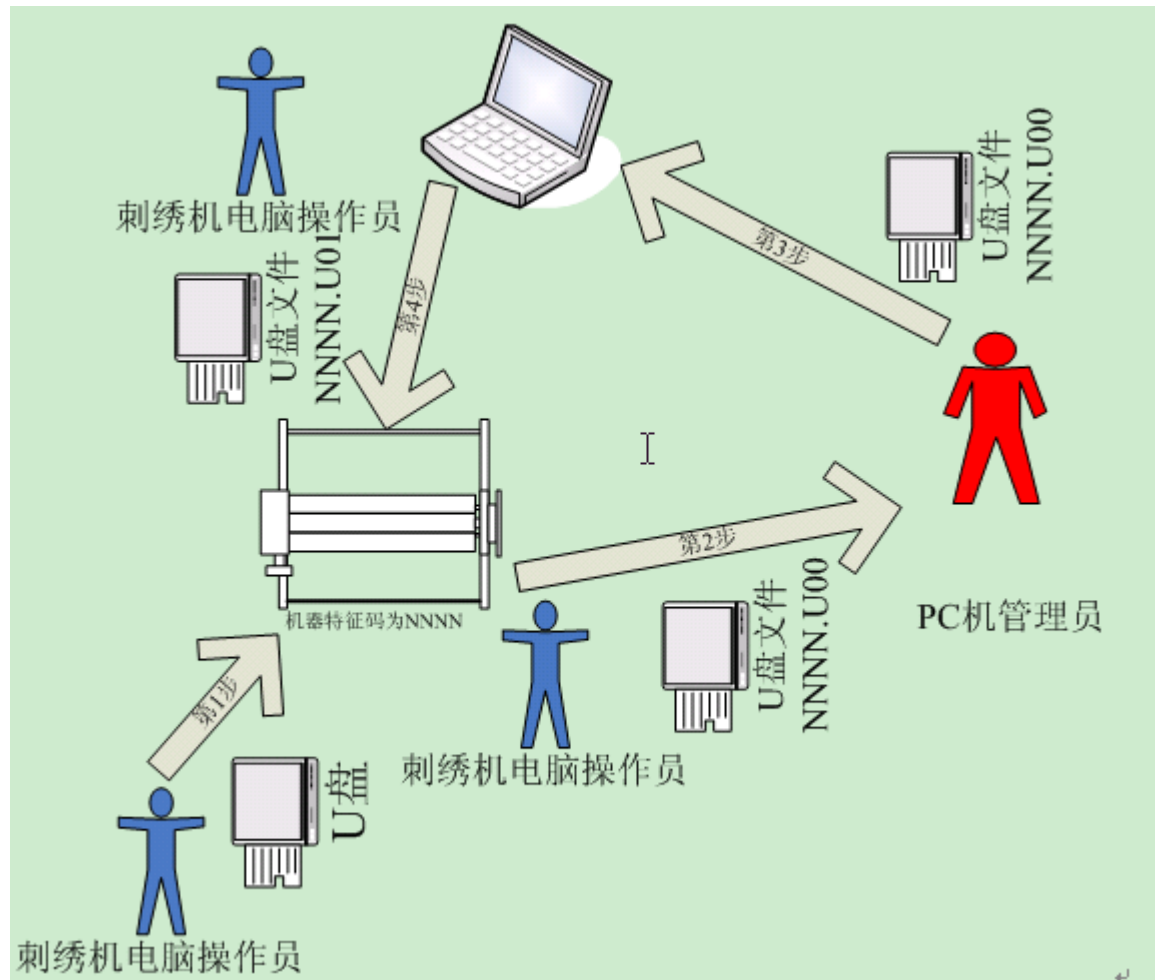 刺绣机电脑操作员
U盘文件
NNNN.U00
第3步
U盘文件
NNNN.U01
第4步
第2步
机器特征码为NNNN
PC机管理员
U盘文件
NNNN.U00
第1步
刺绣机电脑操作员
U盘
刺绣机电脑操作员